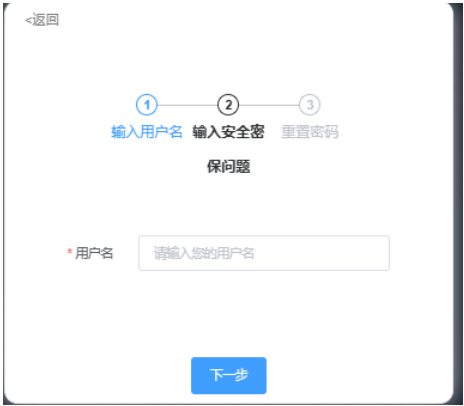 <返回
1 2 3
输入用户名 输入安全密 重置密码
保问题
* 用户名 请输入您的用户名
下一步